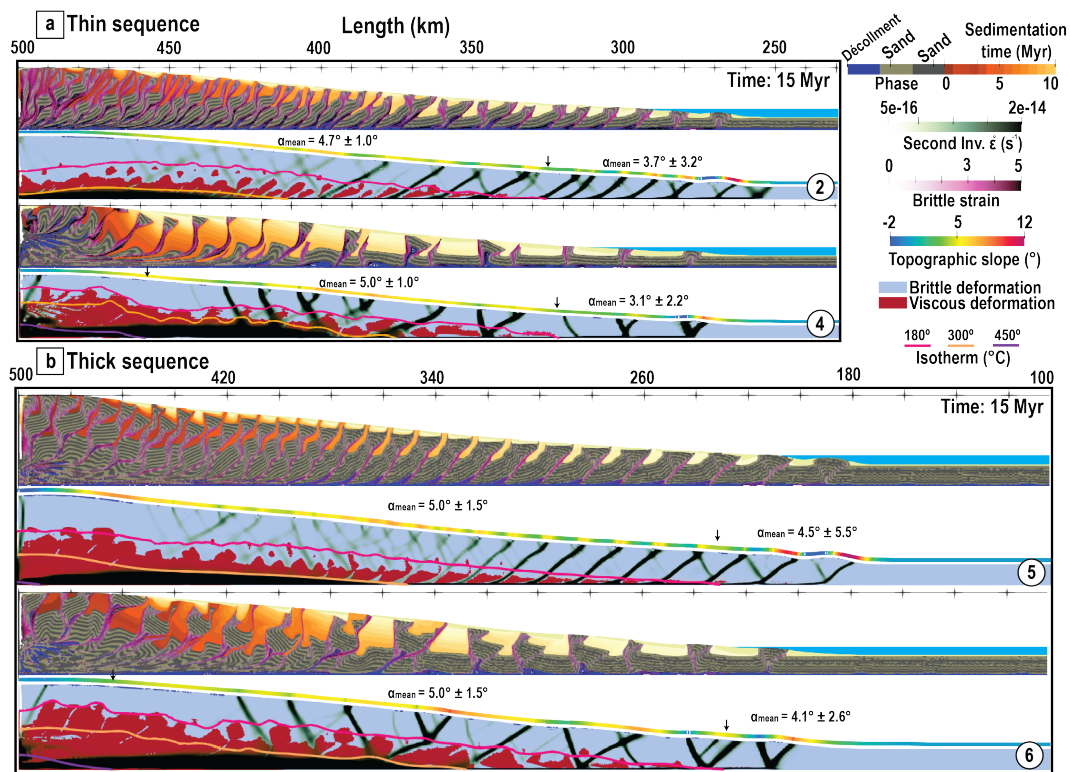 a Thin sequence
Length (km)
500 450 400 350 300 250
Time: 15 Myr
αmean = 4.7° ± 1.0°
αmean = 3.7° ± 3.2°
2
αmean = 5.0° ± 1.0°
αmean = 3.1° ± 2.2°
4
b Thick sequence
500 420 340 260 180 100
Time: 15 Myr
αmean = 5.0° ± 1.5°
αmean = 4.5° ± 5.5°
5
αmean = 5.0° ± 1.5°
αmean = 4.1° ± 2.6°
6
Décollment Sand Sand Sedimentation time (Myr)
Phase 0 5 10
5e-16 2e-14
Second Inv. ε̇ (s⁻¹)
0 3 5
Brittle strain
-2 5 12
Topographic slope (°)
Brittle deformation
Viscous deformation
180º 300º 450º
Isotherm (°C)